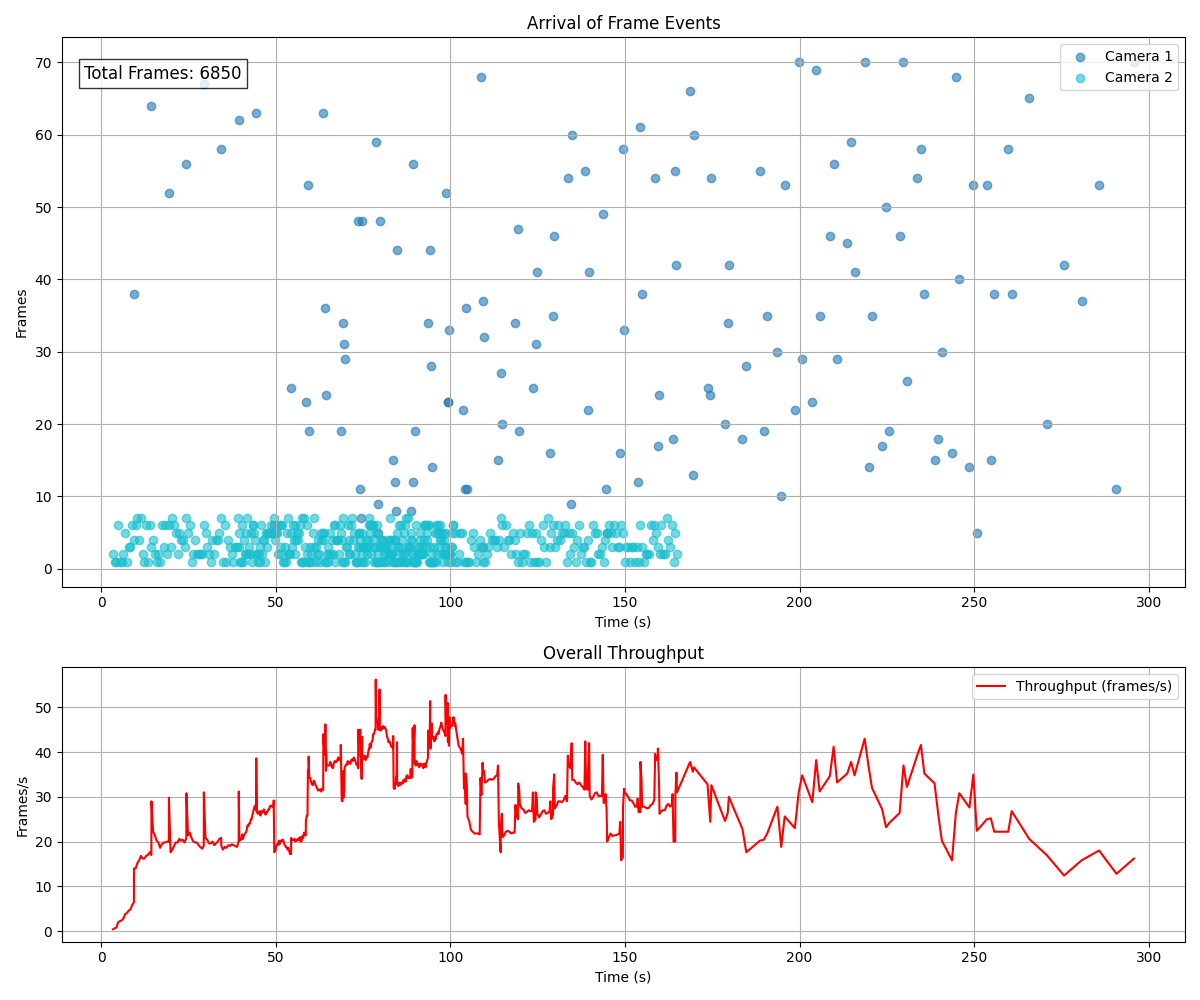 Arrival of Frame Events
Total Frames: 6850
Camera 1
Camera 2
Frames
70
60
50
40
30
20
10
0
0 50 100 150 200 250 300
Time (s)
Overall Throughput
Throughput (frames/s)
Frames/s
50
40
30
20
10
0
0 50 100 150 200 250 300
Time (s)